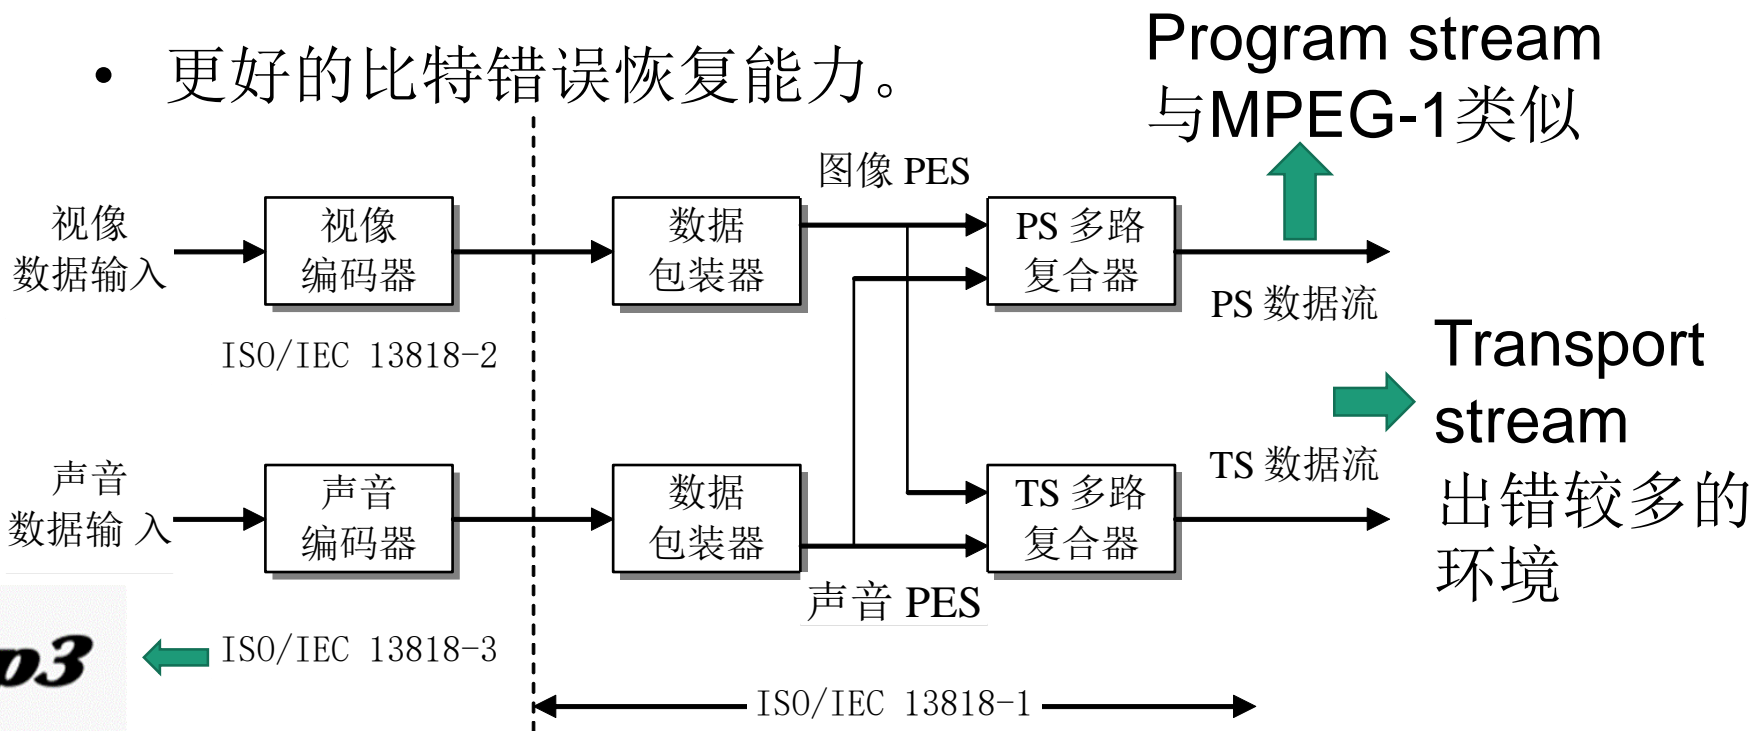 • 更好的比特错误恢复能力。
Program stream
与MPEG-1类似
图像 PES
视像
数据输入
视像
编码器
数据
包装器
PS 多路
复合器
PS 数据流
ISO/IEC 13818-2
Transport
stream
出错较多的
环境
声音
数据输 入
声音
编码器
数据
包装器
TS 多路
复合器
TS 数据流
声音 PES
p3
ISO/IEC 13818-3
ISO/IEC 13818-1